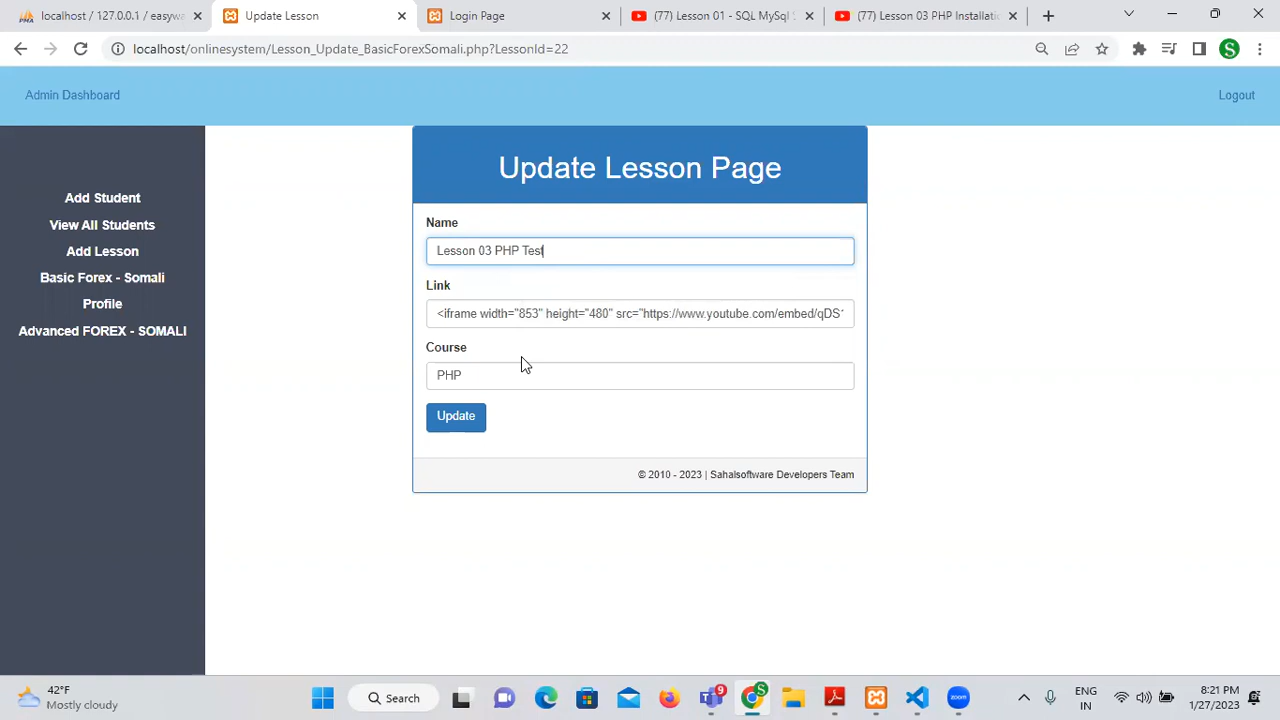 localhost / 127.0.0.1 / easywa
Update Lesson
Login Page
(77) Lesson 01 - SQL MySql
(77) Lesson 03 PHP Installati
localhost/onlinesystem/Lesson_Update_BasicForexSomali.php?LessonId=22
S
Admin Dashboard
Logout
Add Student
View All Students
Add Lesson
Basic Forex - Somali
Profile
Advanced FOREX - SOMALI
Update Lesson Page
Name
Lesson 03 PHP Test
Link
<iframe width="853" height="480" src="https://www.youtube.com/embed/qDS
Course
PHP
Update
© 2010 - 2023 | Sahalsoftware Developers Team
42°F
Mostly cloudy
Search
9
S
zoom
ENG
IN
8:21 PM
1/27/2023